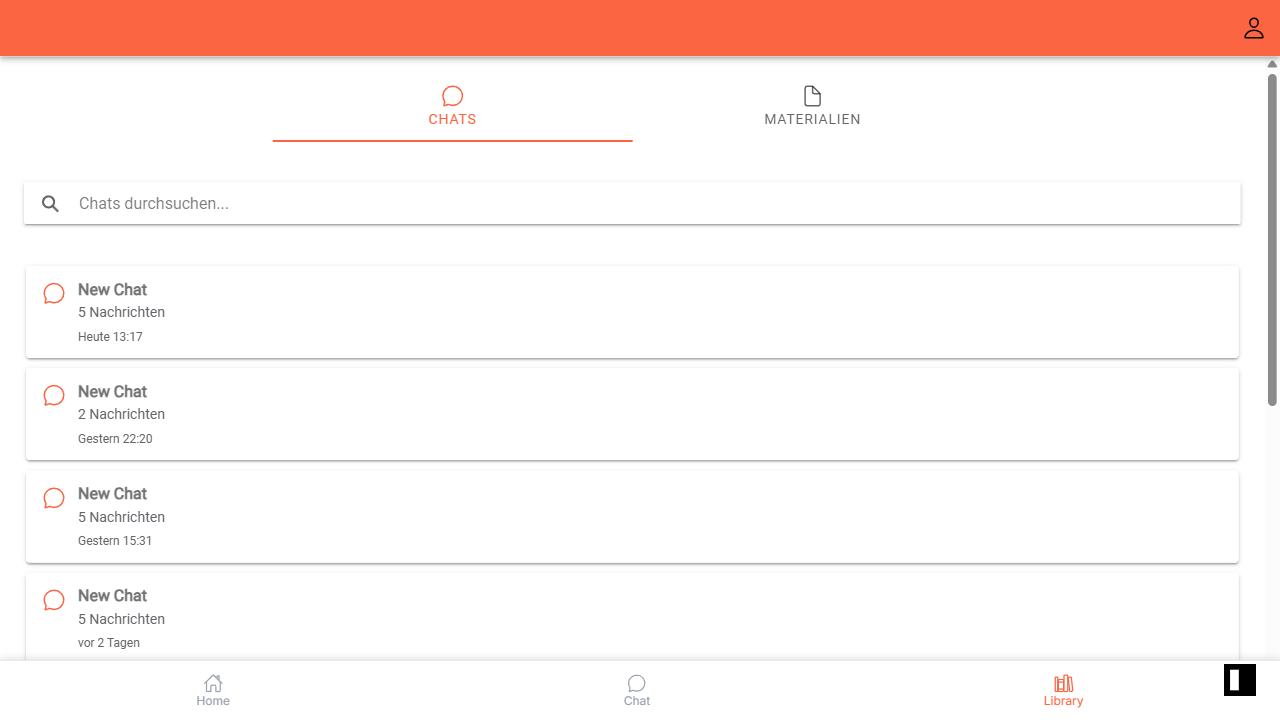 CHATS
MATERIALIEN
Chats durchsuchen...
New Chat
5 Nachrichten
Heute 13:17
New Chat
2 Nachrichten
Gestern 22:20
New Chat
5 Nachrichten
Gestern 15:31
New Chat
5 Nachrichten
vor 2 Tagen
Home
Chat
Library